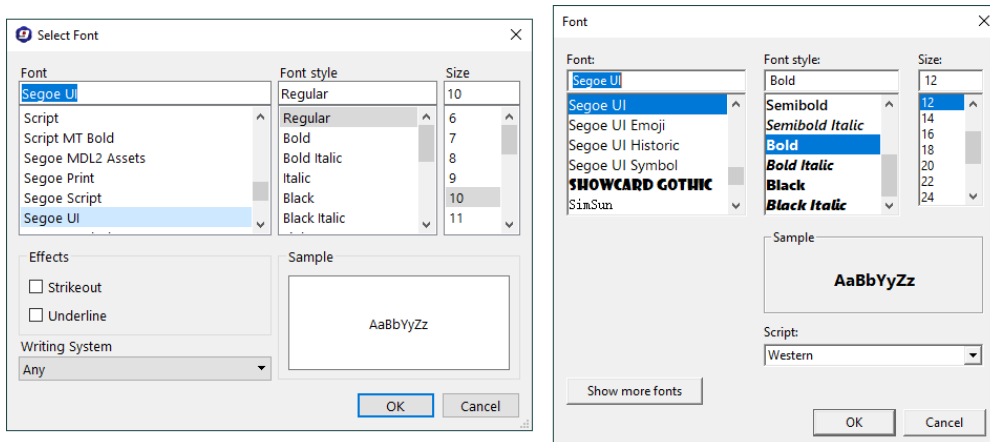 Select Font
Font
Font style
Size
Segoe UI
Regular
10
Script
Script MT Bold
Segoe MDL2 Assets
Segoe Print
Segoe Script
Segoe UI
Regular
Bold
Bold Italic
Italic
Black
Black Italic
6
7
8
9
10
11
Effects
Strikeout
Underline
Writing System
Any
Sample
AaBbYyZz
OK
Cancel
Font
Font:
Font style:
Size:
Segoe UI
Bold
12
Segoe UI
Segoe UI Emoji
Segoe UI Historic
Segoe UI Symbol
SHOWCARD GOTHIC
SimSun
Semibold
Semibold Italic
Bold
Bold Italic
Black
Black Italic
12
14
16
18
20
22
24
Sample
AaBbYyZz
Script:
Western
Show more fonts
OK
Cancel